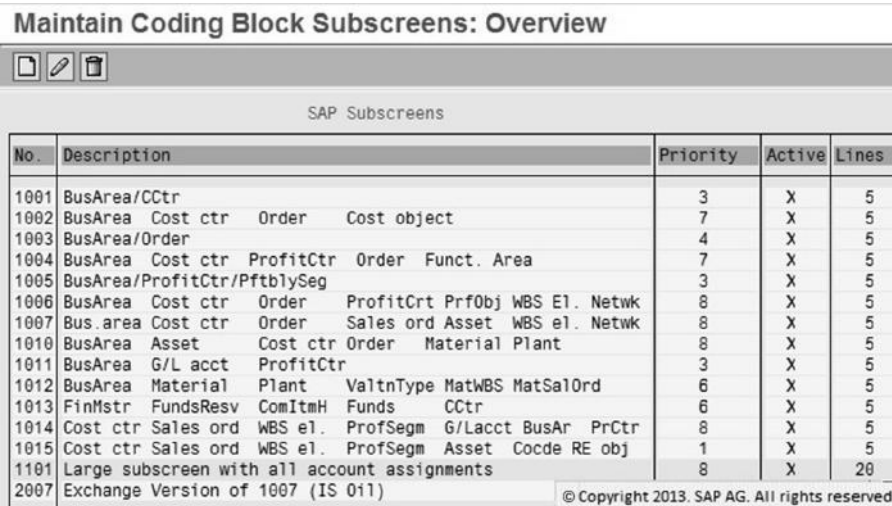 Maintain Coding Block Subscreens: Overview
SAP Subscreens
No. Description Priority Active Lines
1001 BusArea/CCtr 3 X 5
1002 BusArea Cost ctr Order Cost object 7 X 5
1003 BusArea/Order 4 X 5
1004 BusArea Cost ctr ProfitCtr Order Funct. Area 7 X 5
1005 BusArea/ProfitCtr/PftblySeg 3 X 5
1006 BusArea Cost ctr Order ProfitCrt PrfObj WBS El. Netwk 8 X 5
1007 Bus.area Cost ctr Order Sales ord Asset WBS el. Netwk 8 X 5
1010 BusArea Asset Cost ctr Order Material Plant 8 X 5
1011 BusArea G/L acct ProfitCtr 3 X 5
1012 BusArea Material Plant ValtnType MatWBS MatSalOrd 6 X 5
1013 FinMstr FundsResv ComItmH Funds CCtr 6 X 5
1014 Cost ctr Sales ord WBS el. ProfSegm G/Lacct BusAr PrCtr 8 X 5
1015 Cost ctr Sales ord WBS el. ProfSegm Asset Cocde RE obj 1 X 5
1101 Large subscreen with all account assignments 8 X 20
2007 Exchange Version of 1007 (IS Oil)
© Copyright 2013. SAP AG. All rights reserved